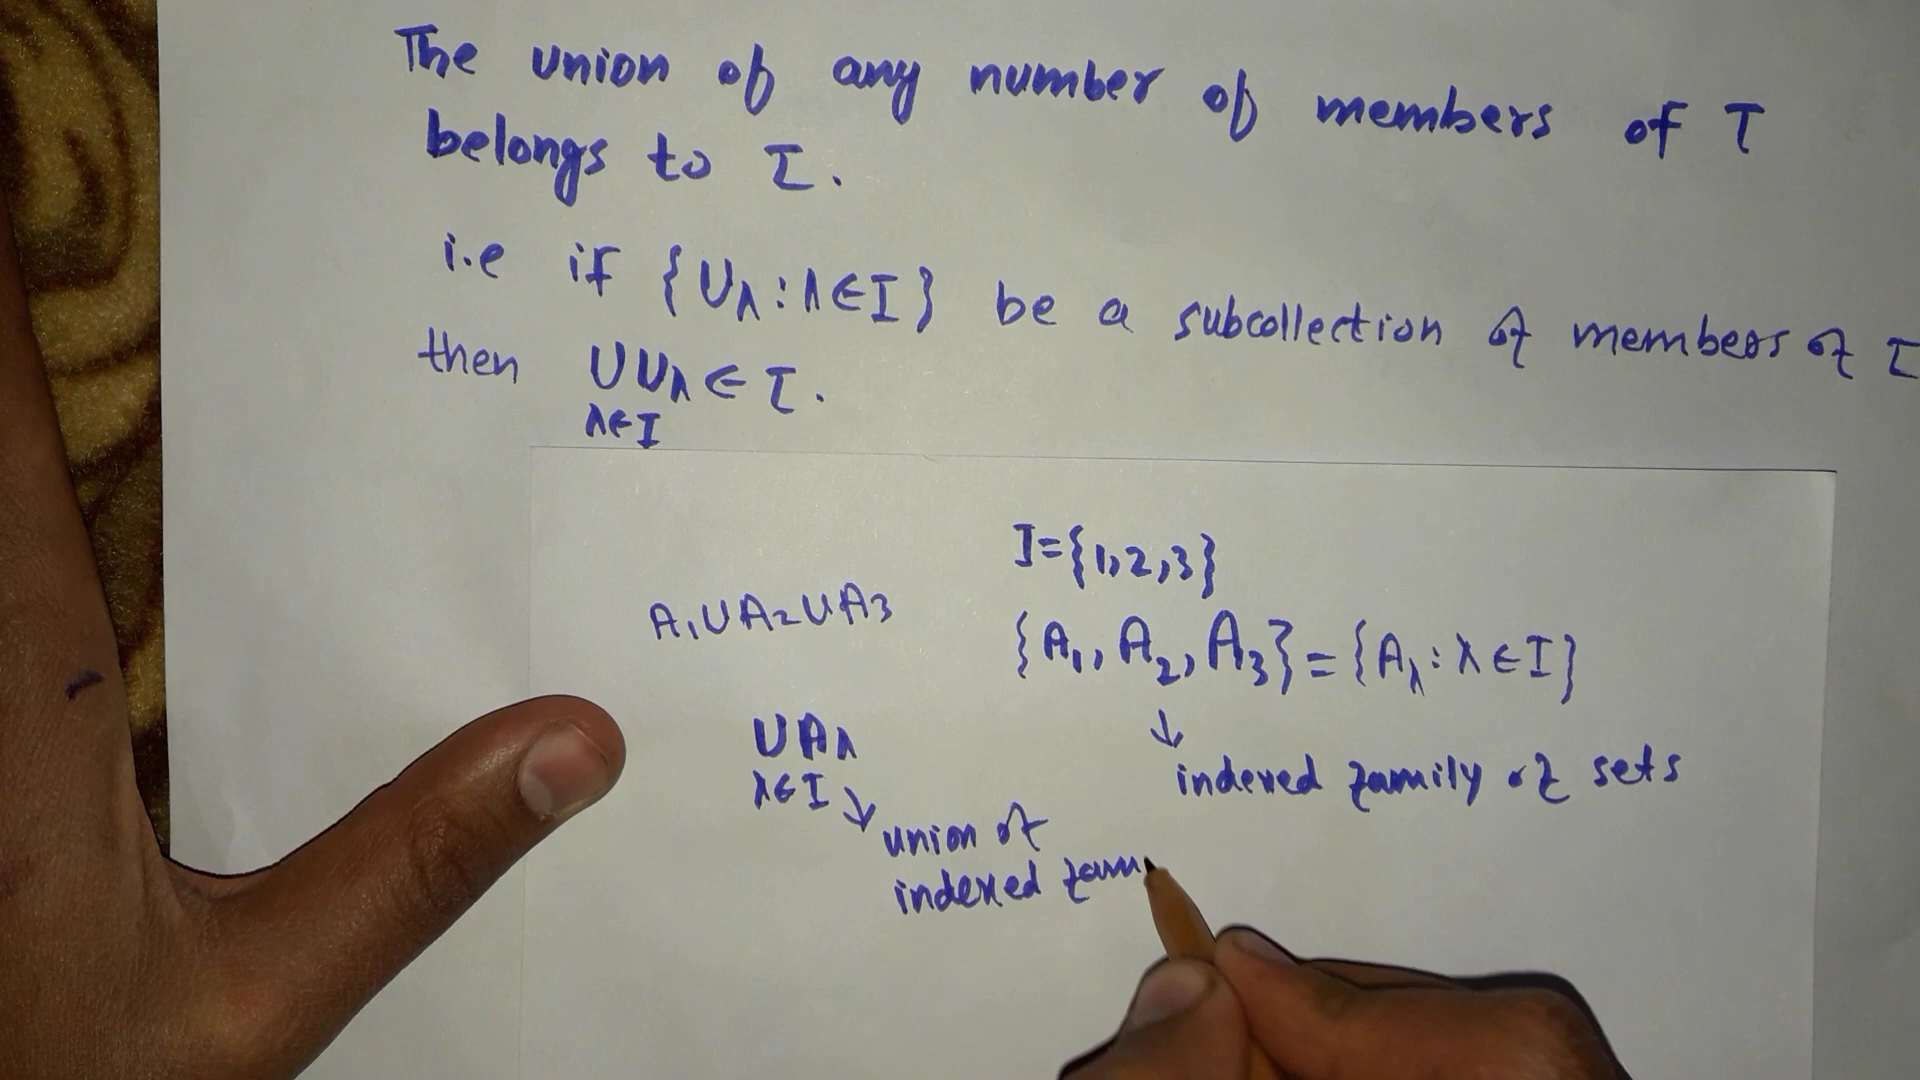 The union of any number of members of τ
belongs to τ.
i.e if {Uλ : λ∈I} be a subcollection of members of τ
then ∪Uλ ∈ τ.
λ∈I
I={1,2,3}
A₁∪A₂∪A₃
{A₁, A₂, A₃} = {Aλ : λ∈I}
↓
indexed family of sets
∪Aλ
λ∈I ↘
union of
indexed fam